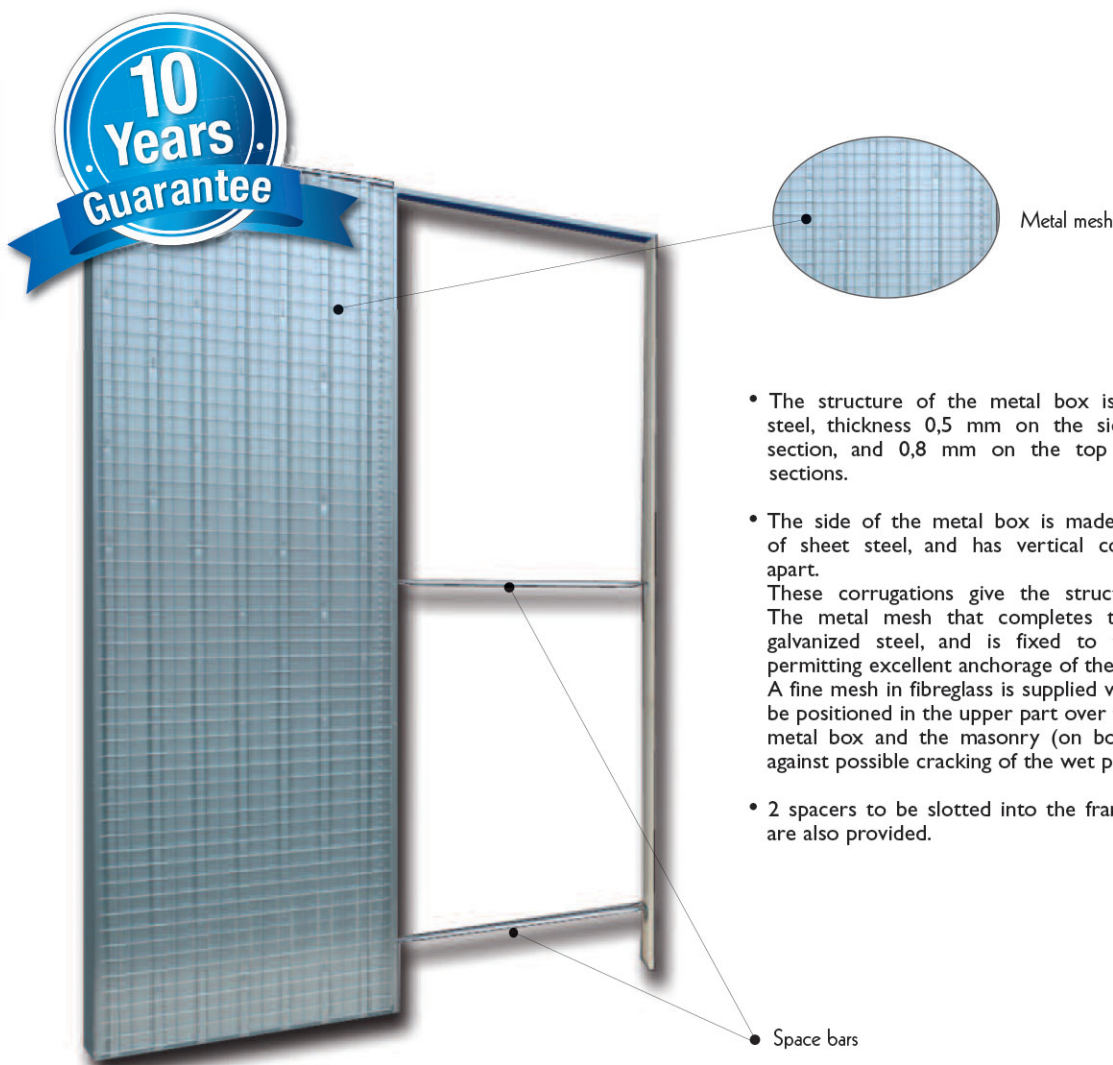 10
Years
Guarantee
Metal mesh
• The structure of the metal box is
steel, thickness 0,5 mm on the
section, and 0,8 mm on the top
sections.
• The side of the metal box is made
of sheet steel, and has vertical
apart.
These corrugations give the
The metal mesh that completes
galvanized steel, and is fixed to
permitting excellent anchorage of the
A fine mesh in fibreglass is supplied
be positioned in the upper part over
metal box and the masonry (on
against possible cracking of the wet
• 2 spacers to be slotted into the
are also provided.
Space bars